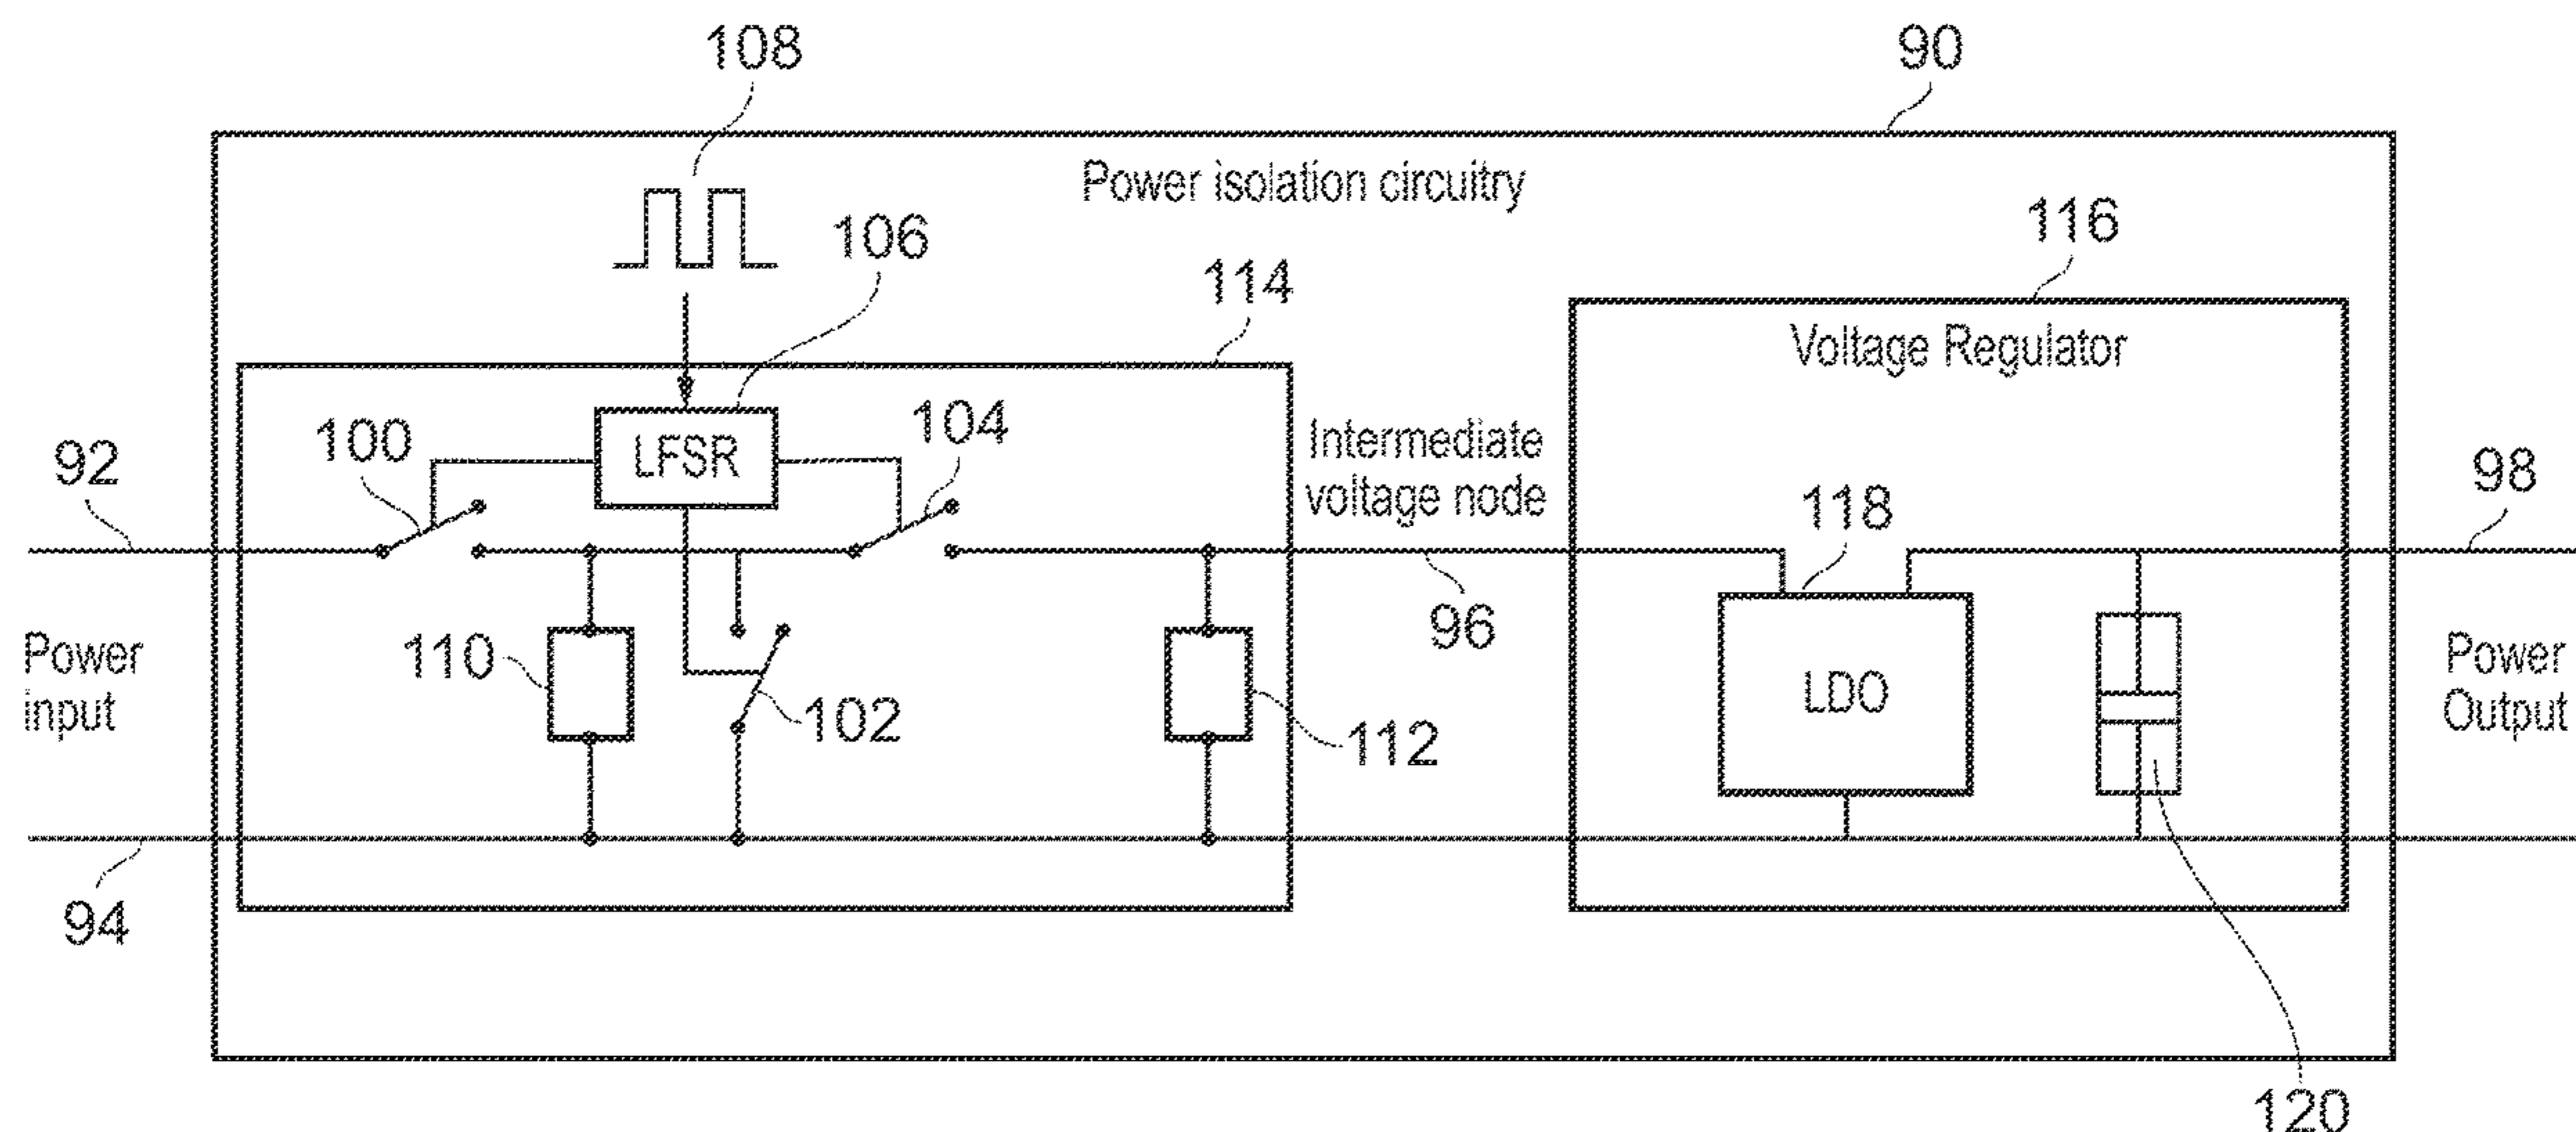 108
90
Power isolation circuitry
116
106
114
Voltage Regulator
100
LFSR
104
Intermediate
voltage node
92
98
118
96
Power
input
110
102
112
LDO
Power
Output
94
120